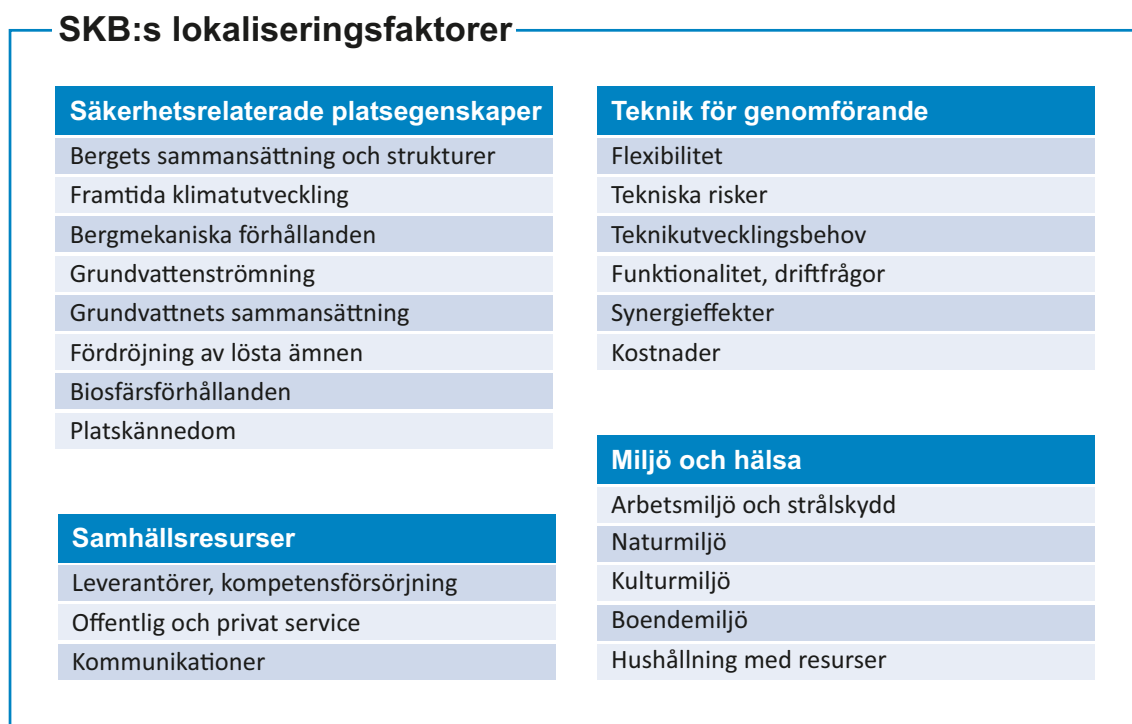 SKB:s lokaliseringsfaktorer
Säkerhetsrelaterade platsegenskaper
Bergets sammansättning och strukturer
Framtida klimatutveckling
Bergmekaniska förhållanden
Grundvattenströmning
Grundvattnets sammansättning
Fördröjning av lösta ämnen
Biosfärsförhållanden
Platskännedom
Samhällsresurser
Leverantörer, kompetensförsörjning
Offentlig och privat service
Kommunikationer
Teknik för genomförande
Flexibilitet
Tekniska risker
Teknikutvecklingsbehov
Funktionalitet, driftfrågor
Synergieffekter
Kostnader
Miljö och hälsa
Arbetsmiljö och strålskydd
Naturmiljö
Kulturmiljö
Boendemiljö
Hushållning med resurser